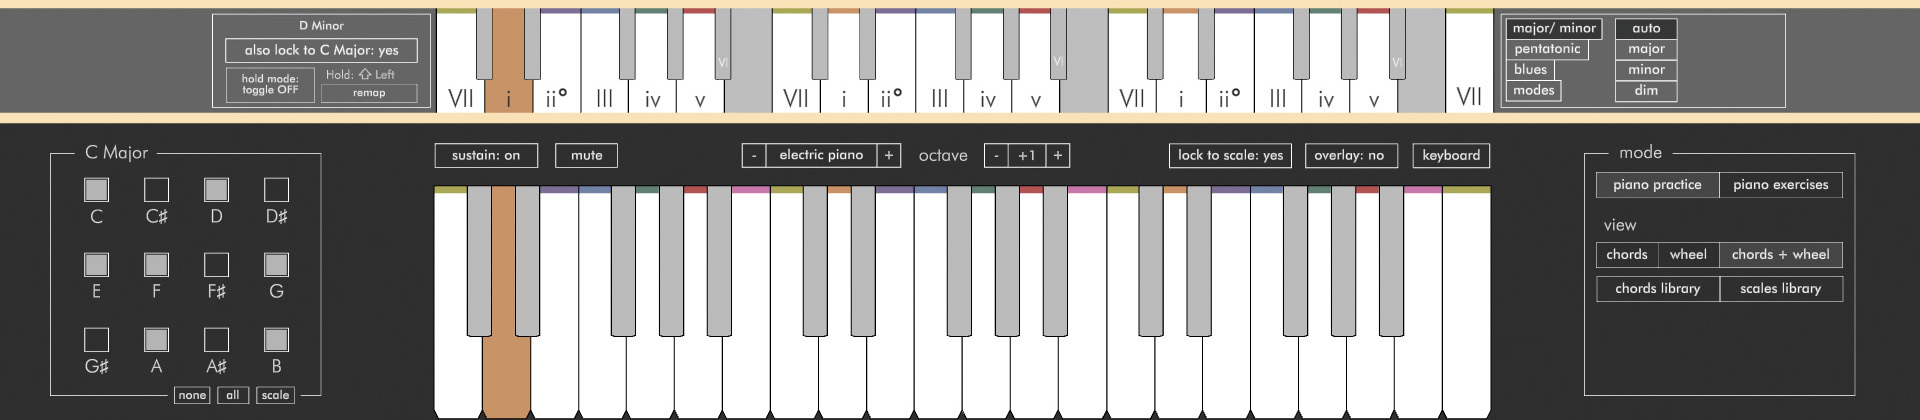 D Minor
also lock to C Major: yes
hold mode:
toggle OFF
Hold: Left
remap
VII i ii° III iv v VI VII i ii° III iv v VI VII i ii° III iv v VI VII
major/ minor auto
pentatonic major
blues minor
modes dim
C Major
C C♯ D D♯
E F F♯ G
G♯ A A♯ B
none all scale
sustain: on mute - electric piano + octave - +1 + lock to scale: yes overlay: no keyboard
mode
piano practice piano exercises
view
chords wheel chords + wheel
chords library scales library